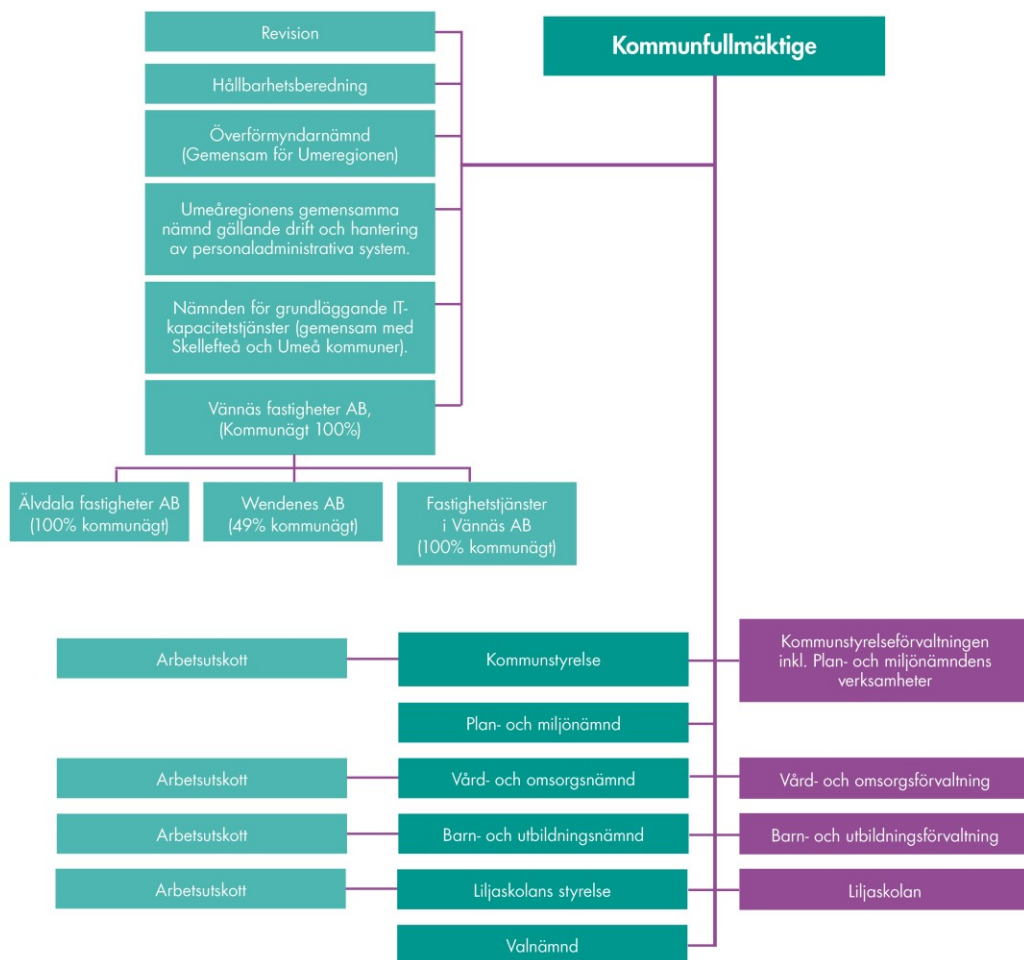 Kommunfullmäktige
Revision
Hållbarhetsberedning
Överförmyndarnämnd
(Gemensam för Umeregionen)
Umeåregionens gemensamma
nämnd gällande drift och hantering
av personaladministrativa system.
Nämnden för grundläggande IT-
kapacitetstjänster (gemensam med
Skellefteå och Umeå kommuner).
Vännäs fastigheter AB,
(Kommunägt 100%)
Älvdala fastigheter AB
(100% kommunägt)
Wendenes AB
(49% kommunägt)
Fastighetstjänster
i Vännäs AB
(100% kommunägt)
Arbetsutskott
Kommunstyrelse
Kommunstyrelseförvaltningen
inkl. Plan- och miljönämndens
verksamheter
Plan- och miljönämnd
Arbetsutskott
Vård- och omsorgsnämnd
Vård- och omsorgsförvaltning
Arbetsutskott
Barn- och utbildningsnämnd
Barn- och utbildningsförvaltning
Arbetsutskott
Liljaskolans styrelse
Liljaskolan
Valnämnd